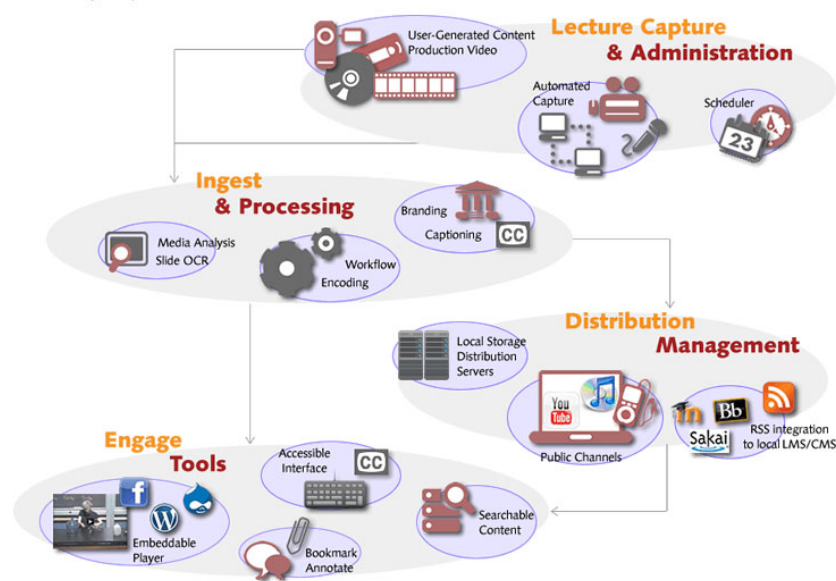 Lecture Capture
& Administration
User-Generated Content
Production Video
Automated
Capture
Scheduler
23
Ingest
& Processing
Branding
Captioning
CC
Media Analysis
Slide OCR
Workflow
Encoding
Distribution
Management
Local Storage
Distribution
Servers
You
Tube
Public Channels
m
Bb
Sakai
RSS integration
to local LMS/CMS
Engage
Tools
Accessible
Interface
CC
f
W
Embeddable
Player
Bookmark
Annotate
Searchable
Content